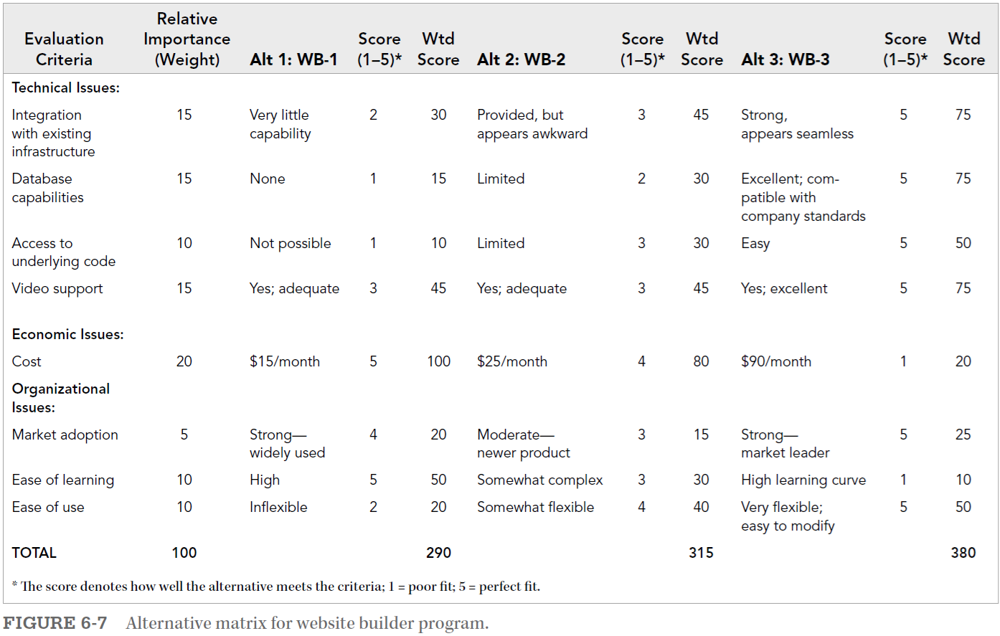 Relative
Evaluation Importance Score Wtd Score Wtd Score Wtd
Criteria (Weight) Alt 1: WB-1 (1–5)* Score Alt 2: WB-2 (1–5)* Score Alt 3: WB-3 (1–5)* Score
Technical Issues:
Integration 15 Very little 2 30 Provided, but 3 45 Strong, 5 75
with existing capability appears awkward appears seamless
infrastructure
Database 15 None 1 15 Limited 2 30 Excellent; com- 5 75
capabilities patible with
company standards
Access to 10 Not possible 1 10 Limited 3 30 Easy 5 50
underlying code
Video support 15 Yes; adequate 3 45 Yes; adequate 3 45 Yes; excellent 5 75
Economic Issues:
Cost 20 $15/month 5 100 $25/month 4 80 $90/month 1 20
Organizational
Issues:
Market adoption 5 Strong— 4 20 Moderate— 3 15 Strong— 5 25
widely used newer product market leader
Ease of learning 10 High 5 50 Somewhat complex 3 30 High learning curve 1 10
Ease of use 10 Inflexible 2 20 Somewhat flexible 4 40 Very flexible; 5 50
easy to modify
TOTAL 100 290 315 380
* The score denotes how well the alternative meets the criteria; 1 = poor fit; 5 = perfect fit.
FIGURE 6-7 Alternative matrix for website builder program.